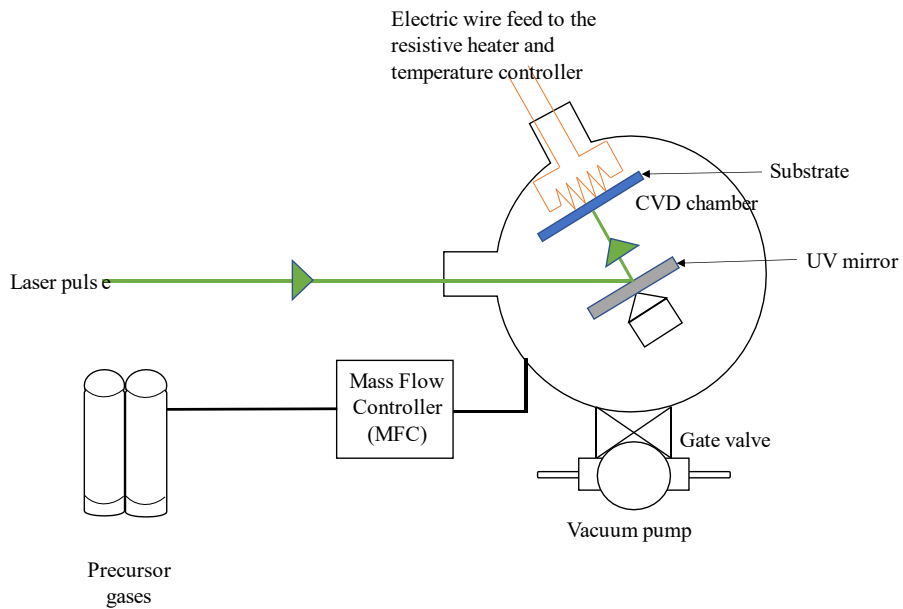 Electric wire feed to the
resistive heater and
temperature controller
Substrate
CVD chamber
UV mirror
Laser puls e
Mass Flow
Controller
(MFC)
Gate valve
Vacuum pump
Precursor
gases